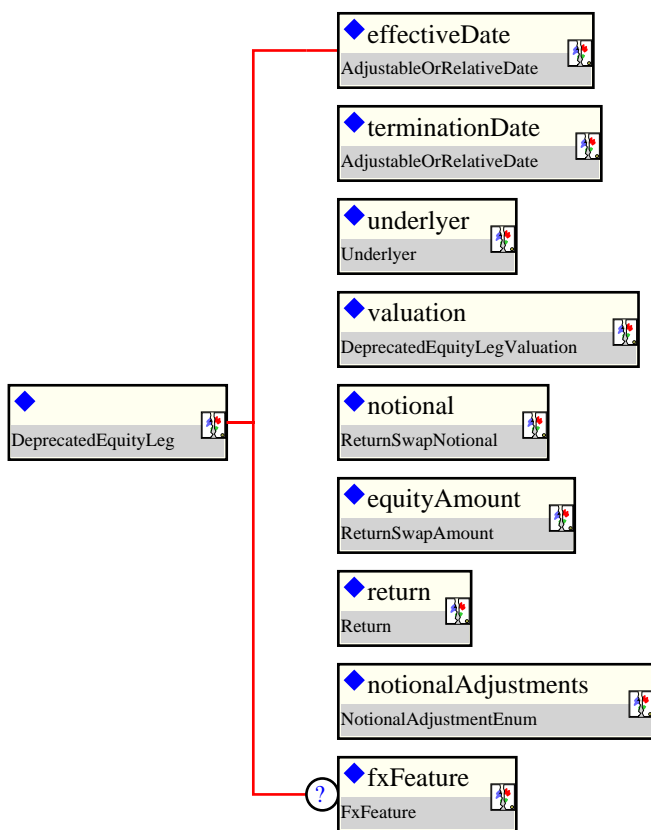 effectiveDate
AdjustableOrRelativeDate
terminationDate
AdjustableOrRelativeDate
underlyer
Underlyer
valuation
DeprecatedEquityLegValuation
DeprecatedEquityLeg
notional
ReturnSwapNotional
equityAmount
ReturnSwapAmount
return
Return
notionalAdjustments
NotionalAdjustmentEnum
?
fxFeature
FxFeature